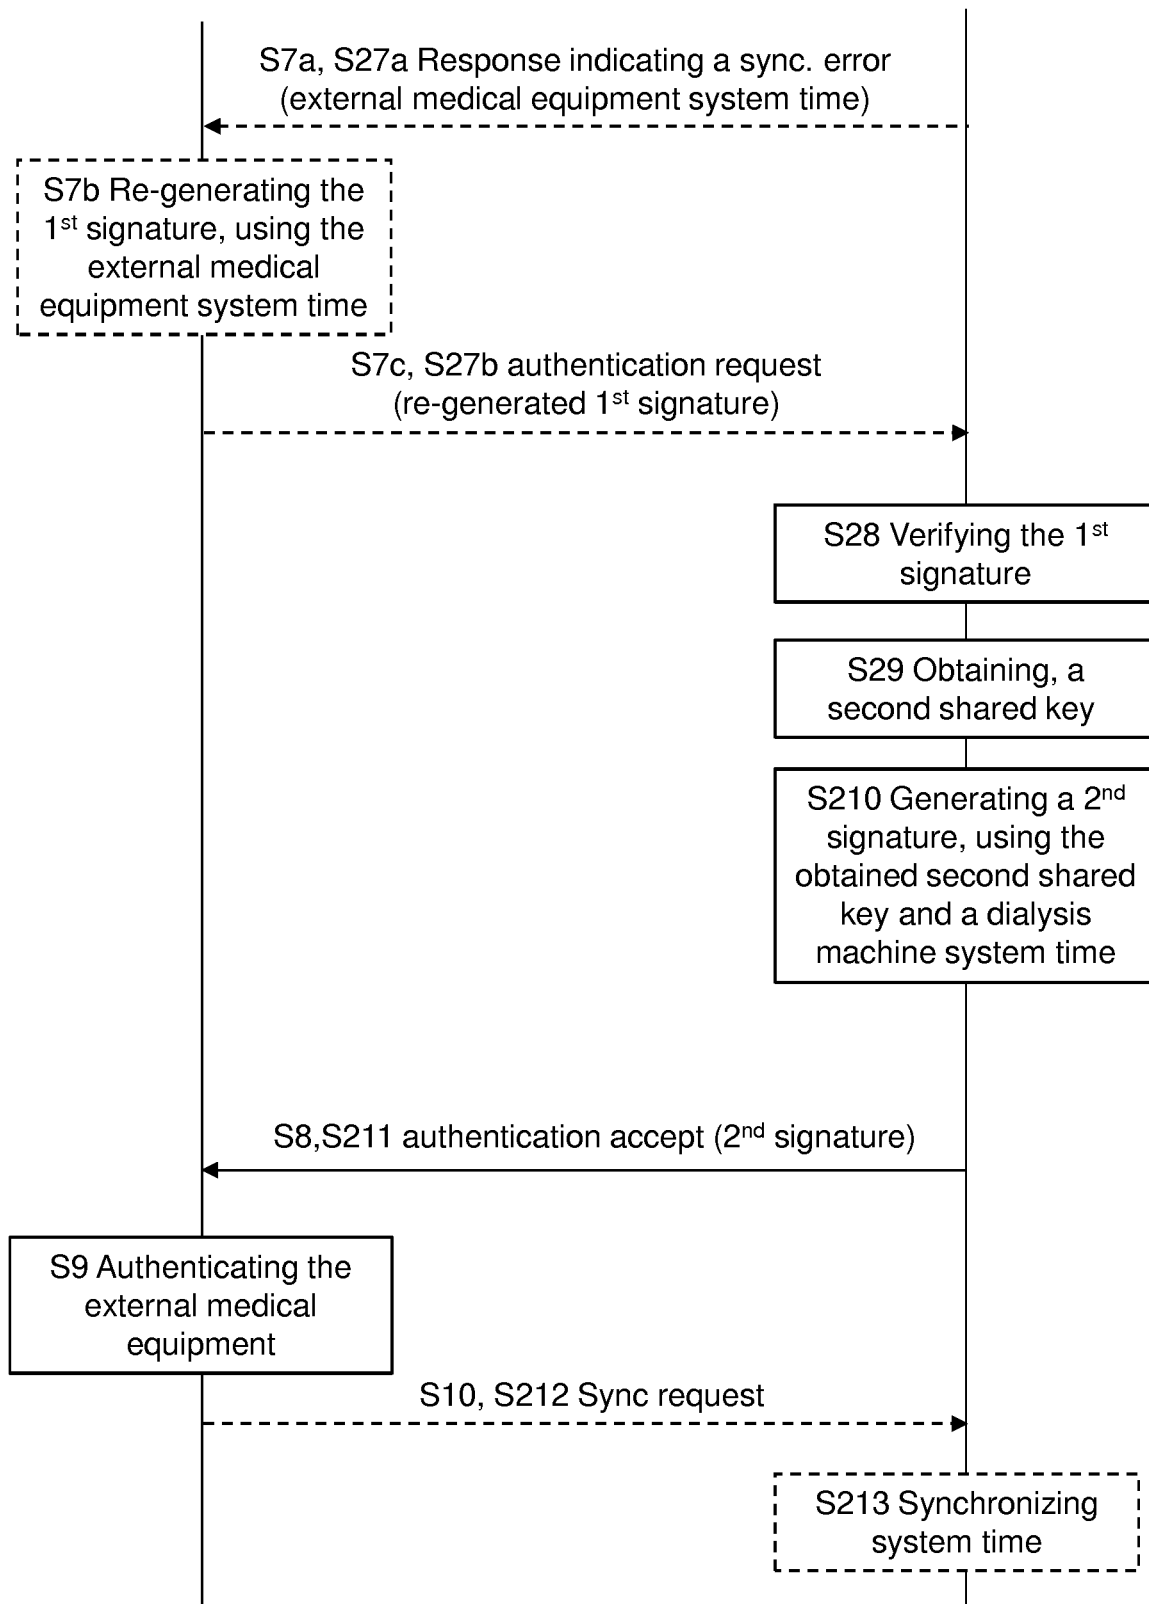 S7a, S27a Response indicating a sync. error
(external medical equipment system time)
S7b Re-generating the
1st signature, using the
external medical
equipment system time
S7c, S27b authentication request
(re-generated 1st signature)
S28 Verifying the 1st
signature
S29 Obtaining, a
second shared key
S210 Generating a 2nd
signature, using the
obtained second shared
key and a dialysis
machine system time
S8,S211 authentication accept (2nd signature)
S9 Authenticating the
external medical
equipment
S10, S212 Sync request
S213 Synchronizing
system time